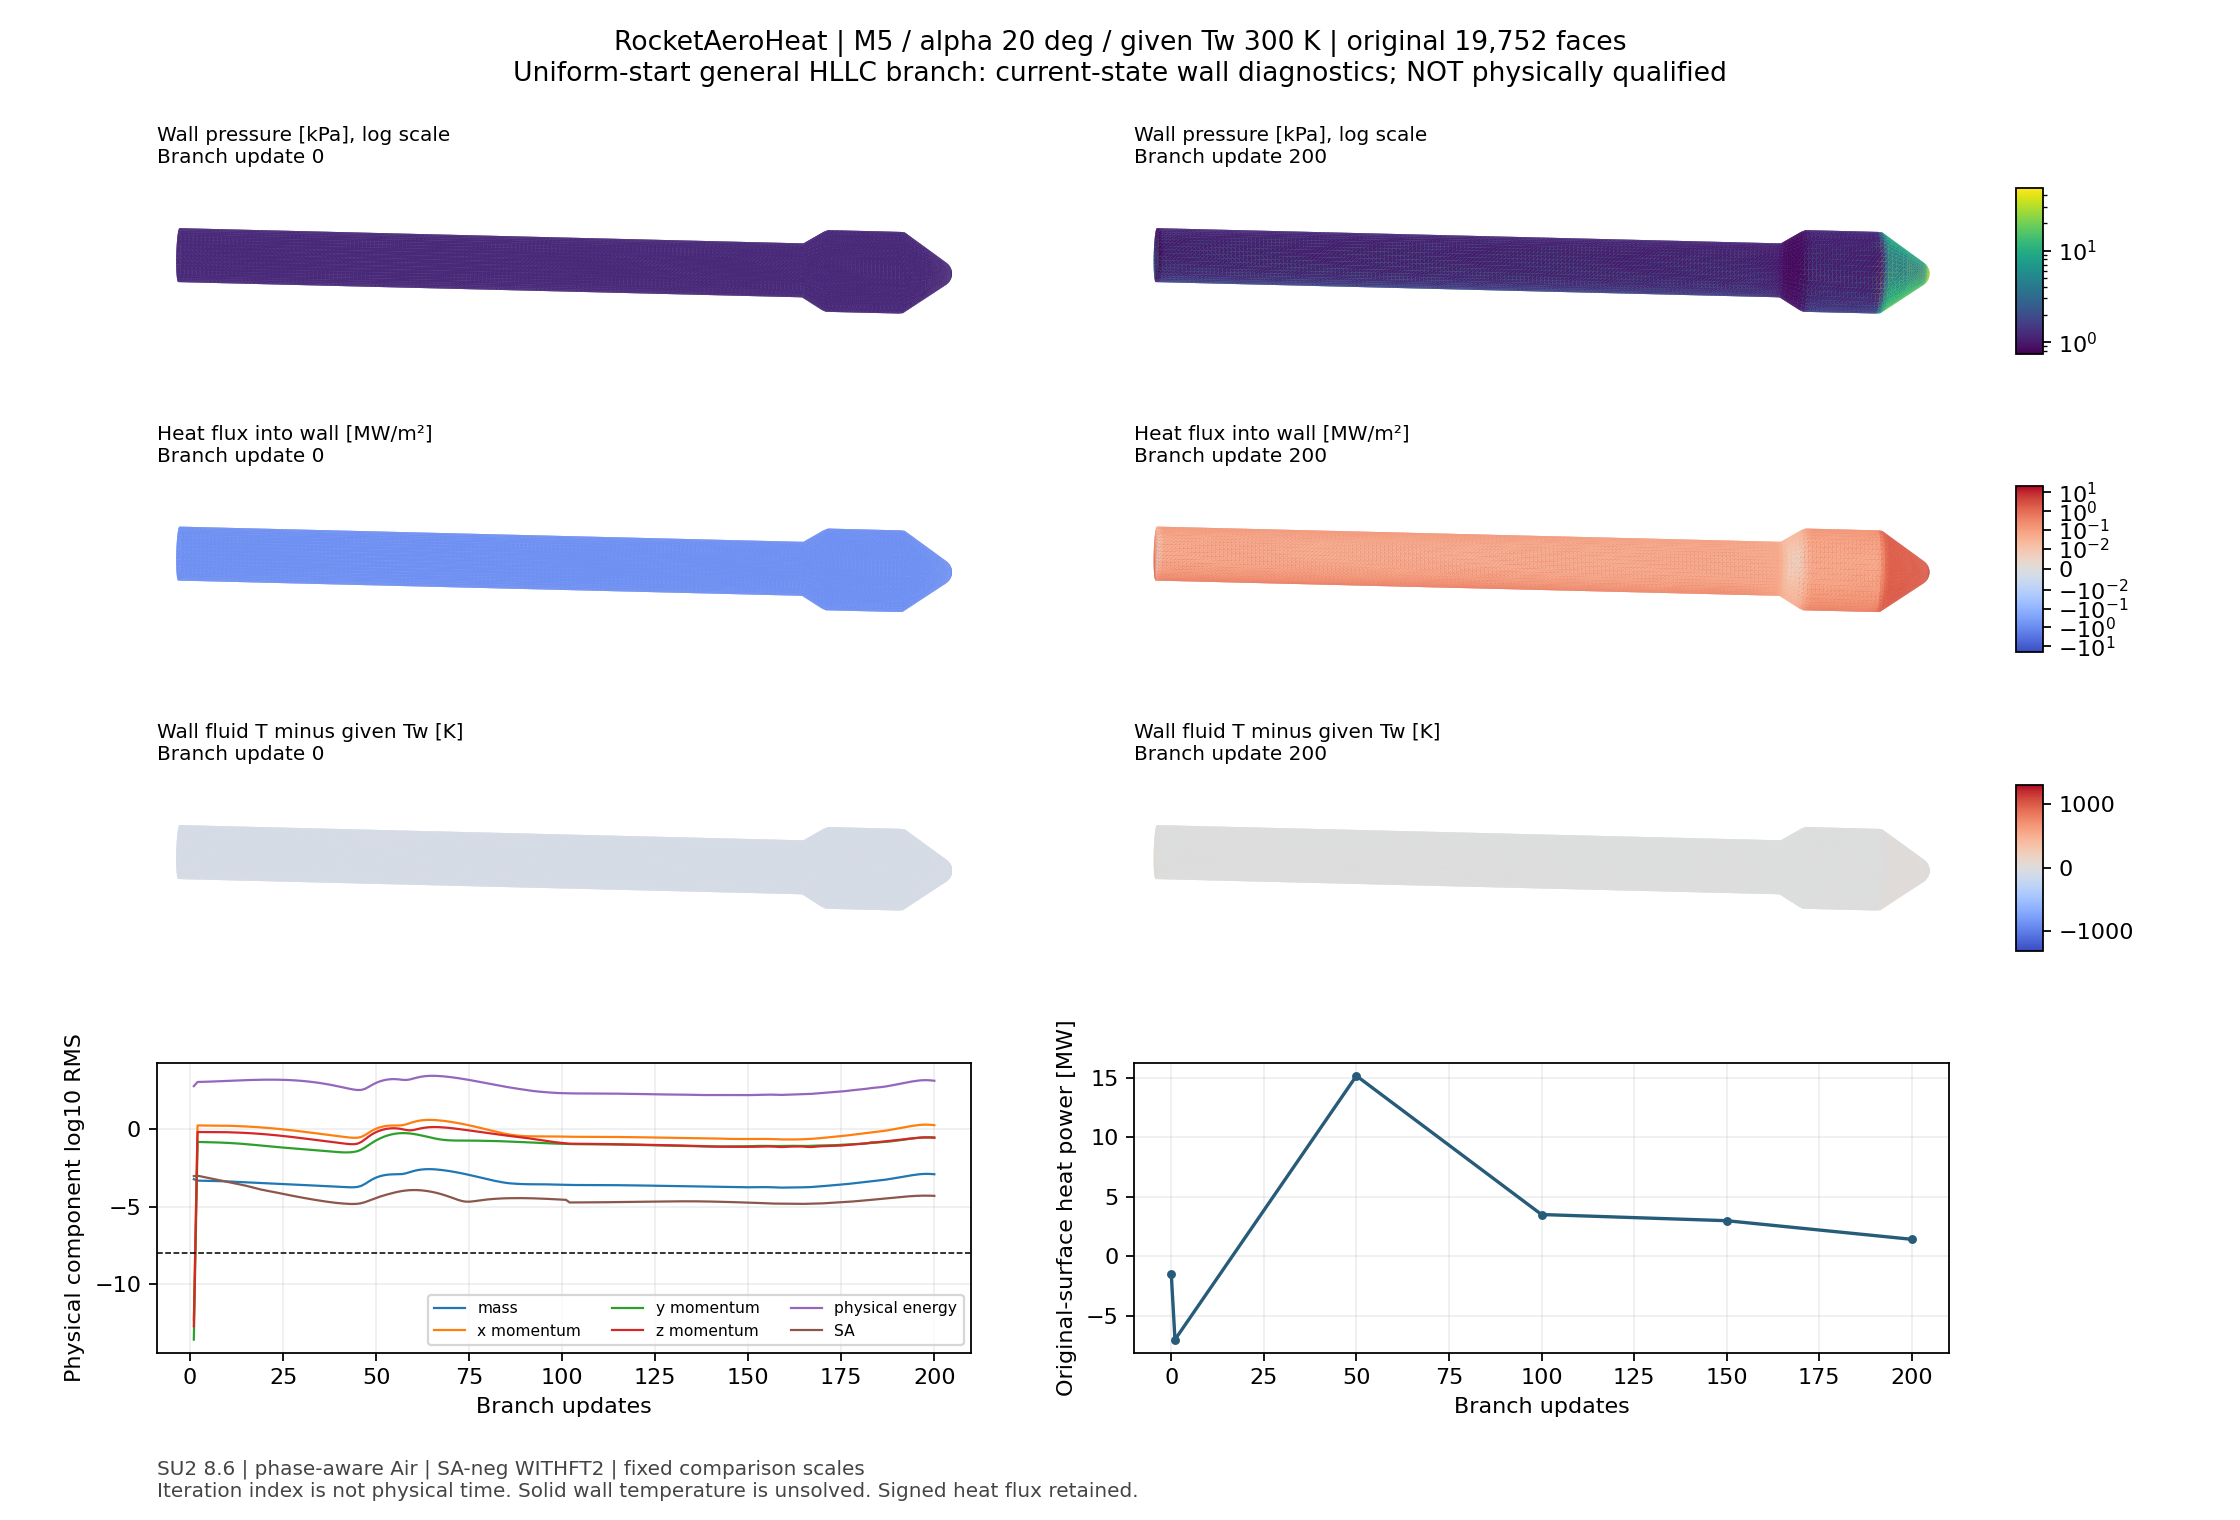 RocketAeroHeat | M5 / alpha 20 deg / given Tw 300 K | original 19,752 faces
Uniform-start general HLLC branch: current-state wall diagnostics; NOT physically qualified
Wall pressure [kPa], log scale
Branch update 0
Wall pressure [kPa], log scale
Branch update 200
10¹
10⁰
Heat flux into wall [MW/m²]
Branch update 0
Heat flux into wall [MW/m²]
Branch update 200
10¹
10⁰
10⁻¹
10⁻²
0
−10⁻²
−10⁻¹
−10⁰
−10¹
Wall fluid T minus given Tw [K]
Branch update 0
Wall fluid T minus given Tw [K]
Branch update 200
1000
0
−1000
Physical component log10 RMS
0
−5
−10
mass
x momentum
y momentum
z momentum
physical energy
SA
0 25 50 75 100 125 150 175 200
Branch updates
Original-surface heat power [MW]
15
10
5
0
−5
0 25 50 75 100 125 150 175 200
Branch updates
SU2 8.6 | phase-aware Air | SA-neg WITHFT2 | fixed comparison scales
Iteration index is not physical time. Solid wall temperature is unsolved. Signed heat flux retained.